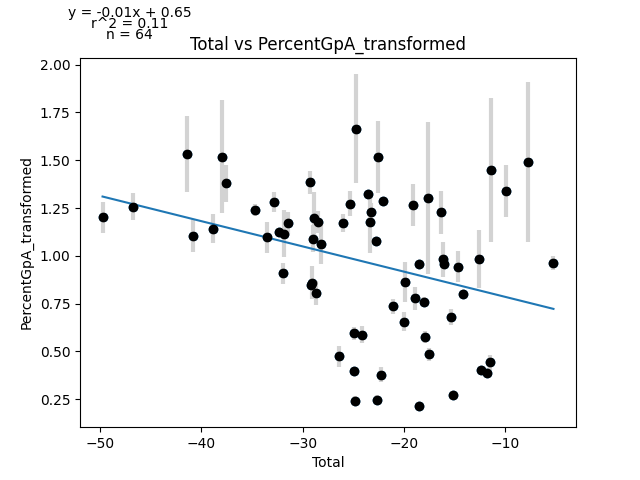 y = -0.01x + 0.65
r^2 = 0.11
n = 64
Total vs PercentGpA_transformed
PercentGpA_transformed
2.00
1.75
1.50
1.25
1.00
0.75
0.50
0.25
−50
−40
−30
−20
−10
Total